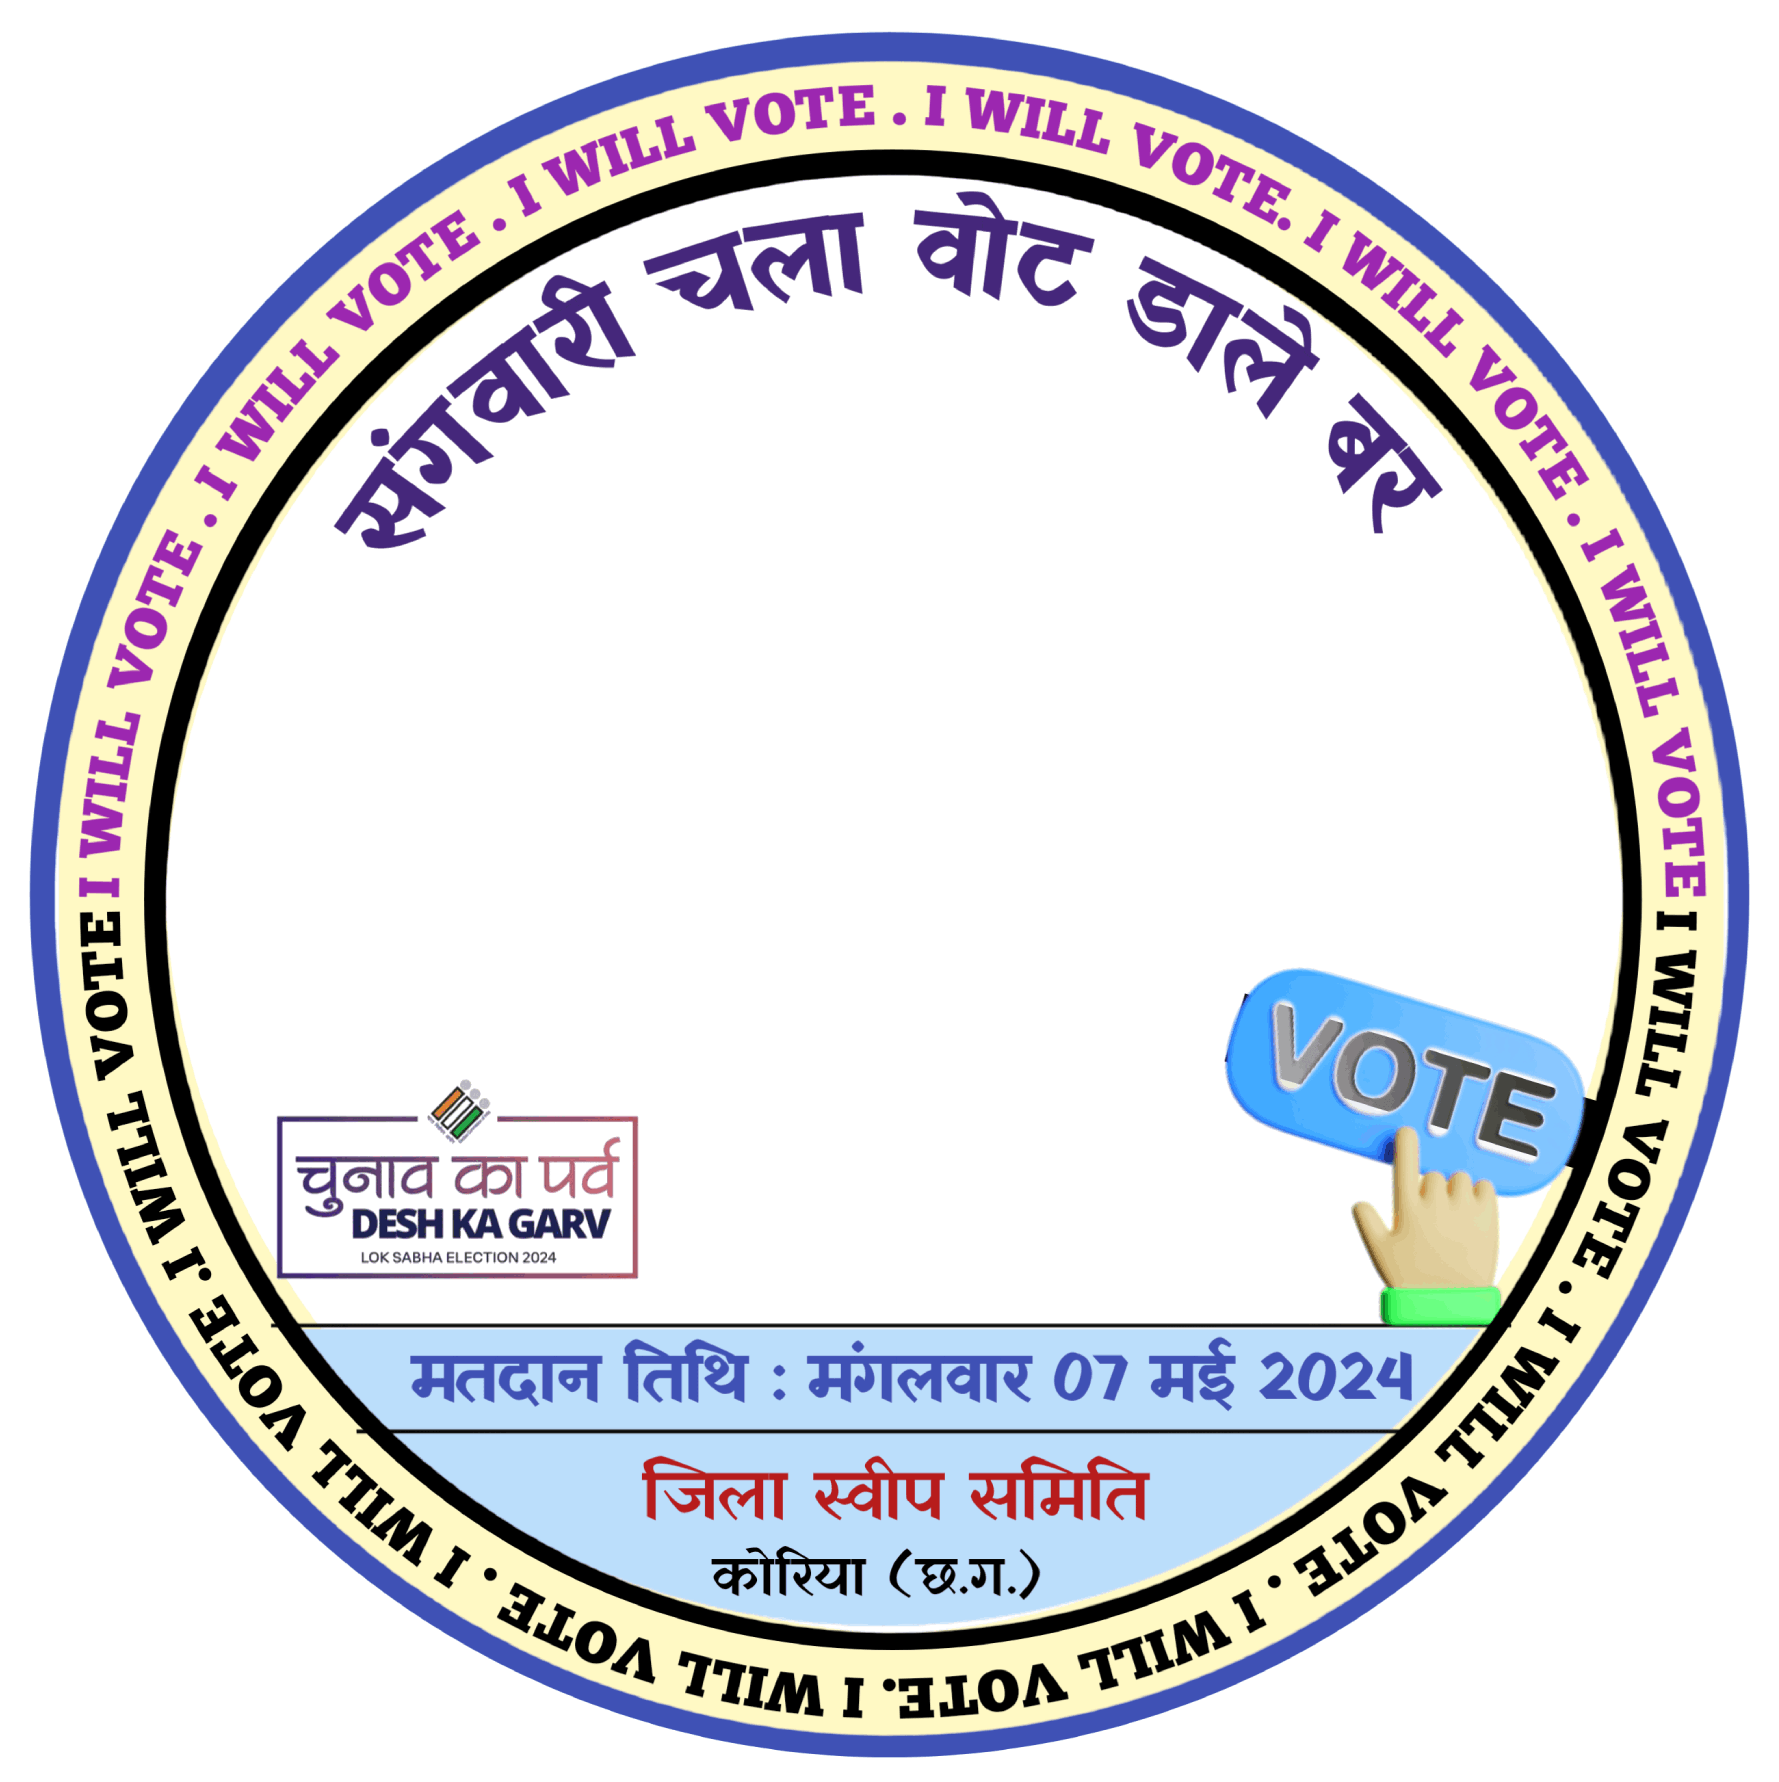 I WILL VOTE . I WILL VOTE . I WILL VOTE . I WILL VOTE. I WILL VOTE . I WILL VOTE
संगवारी चला वोट डाले बर
VOTE
चुनाव का पर्व
DESH KA GARV
LOK SABHA ELECTION 2024
मतदान तिथि : मंगलवार 07 मई 2024
जिला स्वीप समिति
कोरिया (छ.ग.)
I WILL VOTE . I WILL VOTE . I WILL VOTE. I WILL VOTE . I WILL VOTE. I WILL VOTE